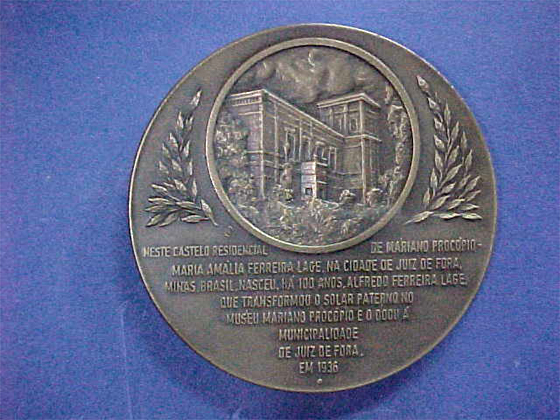 NESTE CASTELO RESIDENCIAL DE MARIANO PROCÓPIO-
MARIA AMÁLIA FERREIRA LAGE, NA CIDADE DE JUIZ DE FORA,
MINAS, BRASIL, NASCEU, HÁ 100 ANOS, ALFREDO FERREIRA LAGE,
QUE TRANSFORMOU O SOLAR PATERNO NO
MUSEU MARIANO PROCÓPIO E O DOOU Á
MUNICIPALIDADE
DE JUIZ DE FORA,
EM 1936